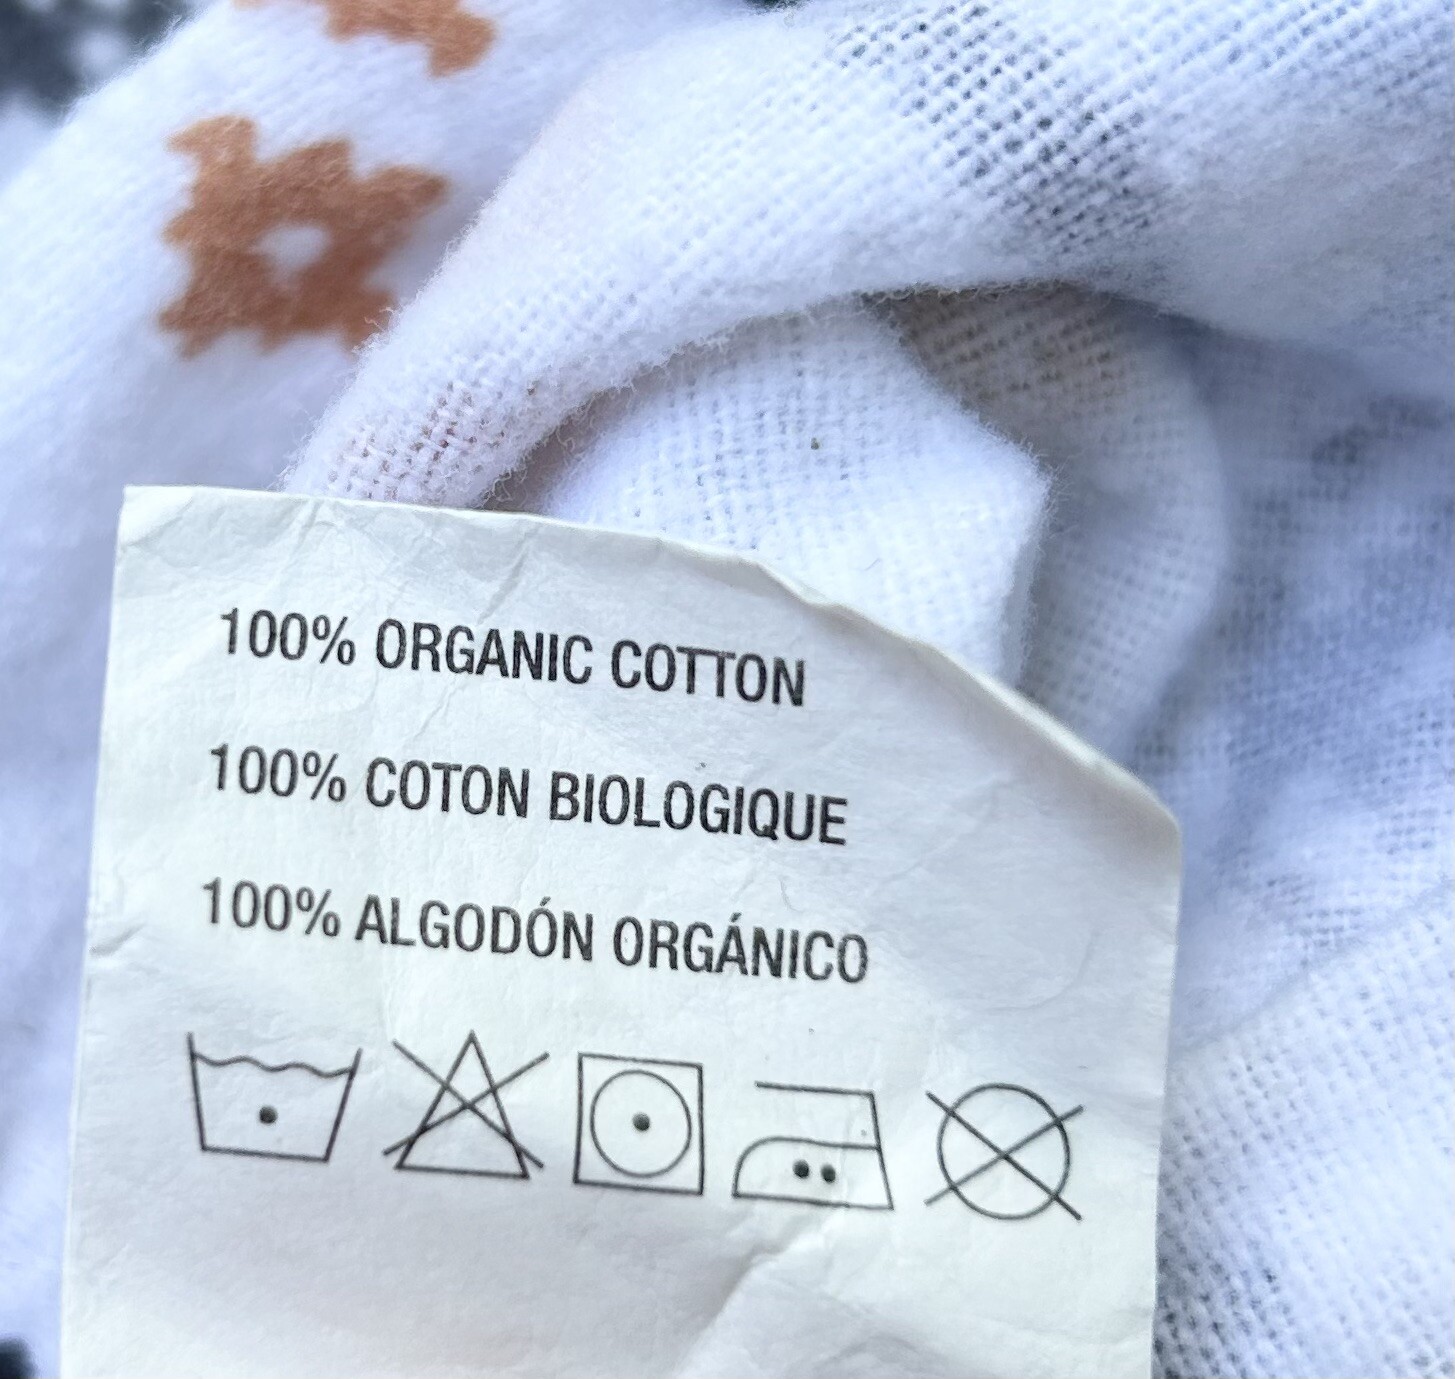 100% ORGANIC COTTON
100% COTON BIOLOGIQUE
100% ALGODÓN ORGÁNICO